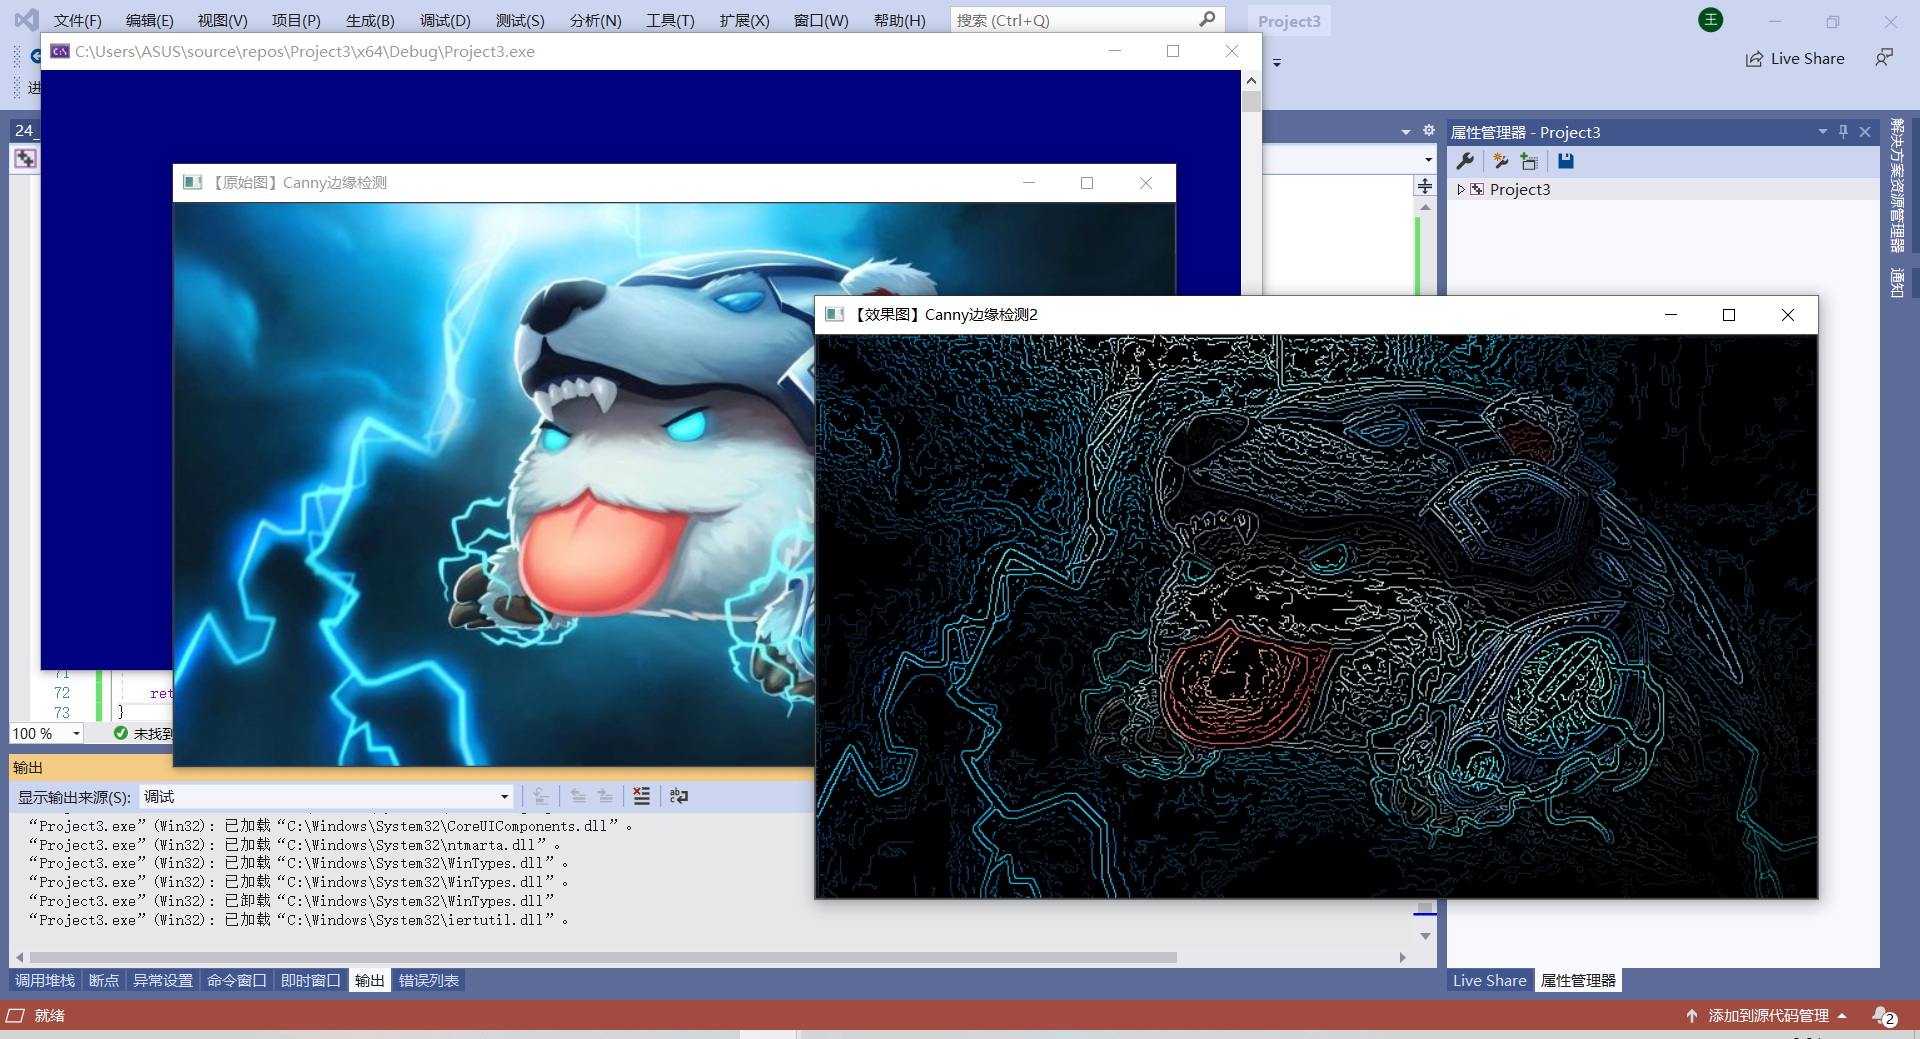 文件(F) 编辑(E) 视图(V) 项目(P) 生成(B) 调试(D) 测试(S) 分析(N) 工具(T) 扩展(X) 窗口(W) 帮助(H) 搜索 (Ctrl+Q) Project3 王
C:\Users\ASUS\source\repos\Project3\x64\Debug\Project3.exe
Live Share
进
24_
属性管理器 - Project3
Project3
解决方案资源管理器
通知
【原始图】Canny边缘检测
【效果图】Canny边缘检测2
71
72 ret
73 }
100 % 未找到
输出
显示输出来源(S): 调试
“Project3.exe”(Win32): 已加载“C:\Windows\System32\CoreUIComponents.dll”。
“Project3.exe”(Win32): 已加载“C:\Windows\System32\ntmarta.dll”。
“Project3.exe”(Win32): 已加载“C:\Windows\System32\WinTypes.dll”。
“Project3.exe”(Win32): 已加载“C:\Windows\System32\WinTypes.dll”。
“Project3.exe”(Win32): 已卸载“C:\Windows\System32\WinTypes.dll”
“Project3.exe”(Win32): 已加载“C:\Windows\System32\iertutil.dll”。
调用堆栈 断点 异常设置 命令窗口 即时窗口 输出 错误列表
Live Share 属性管理器
就绪 添加到源代码管理 2